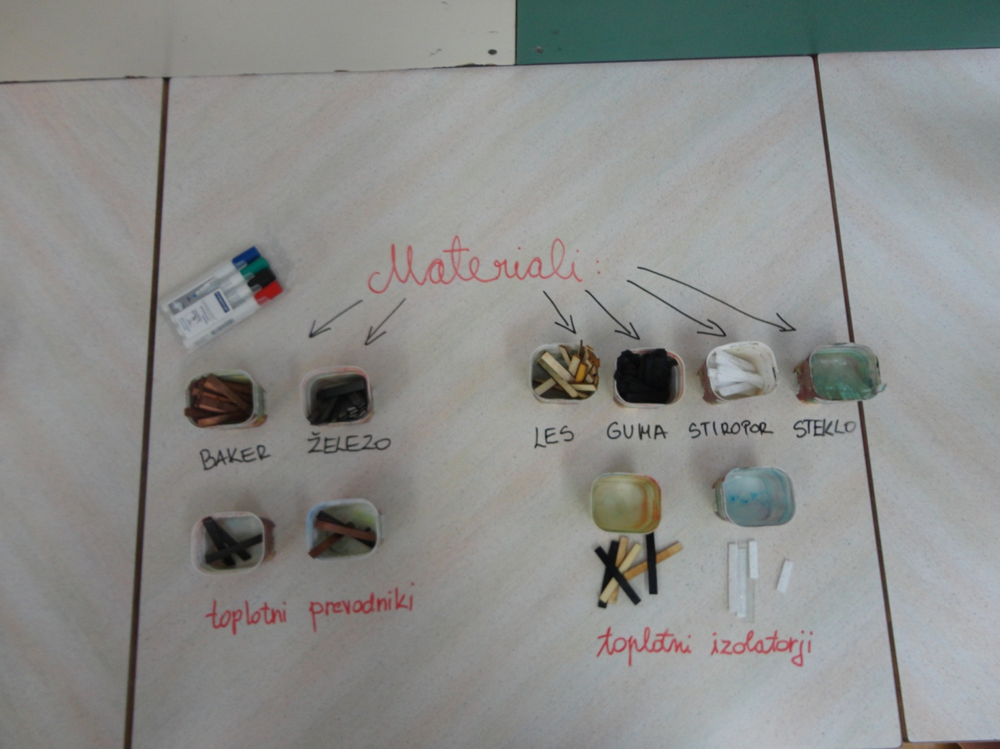 Materiali:
BAKER
ŽELEZO
LES
GUMA
STIROPOR
STEKLO
toplotni prevodniki
toplotni izolatorji